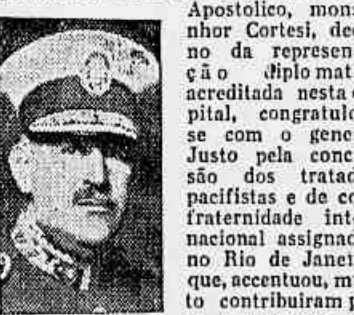 Apostolico, mons
nhor Cortesi, dec
no da represen
ção diplomat
acreditada nesta c
pital, congratulo
se com o gene
Justo pela conc
são dos tratad
pacifistas e de co
fraternidade inte
nacional assignad
no Rio de Janei
que, accentuou, m
to contribuiram p